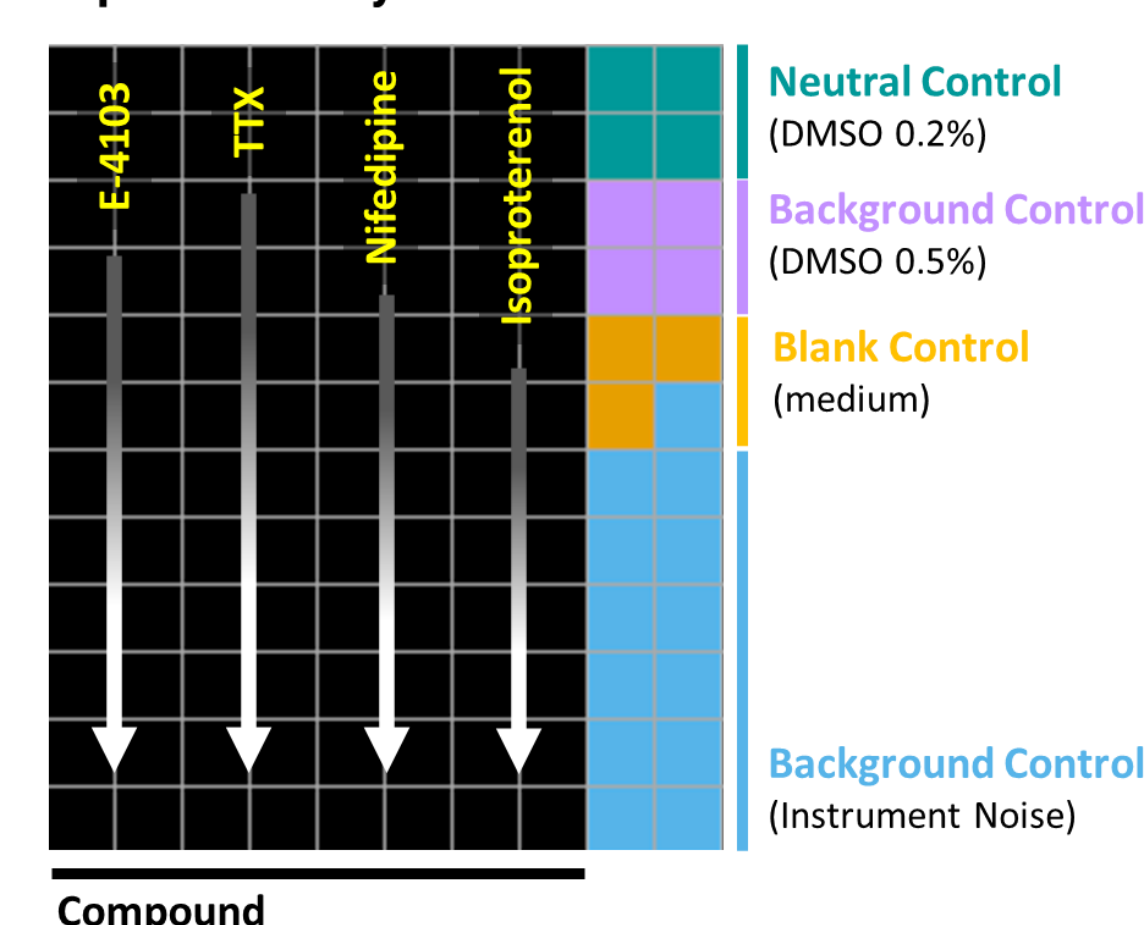 E-4103
TTX
Nifedipine
Isoproterenol
Neutral Control
(DMSO 0.2%)
Background Control
(DMSO 0.5%)
Blank Control
(medium)
Background Control
(Instrument Noise)
Compound